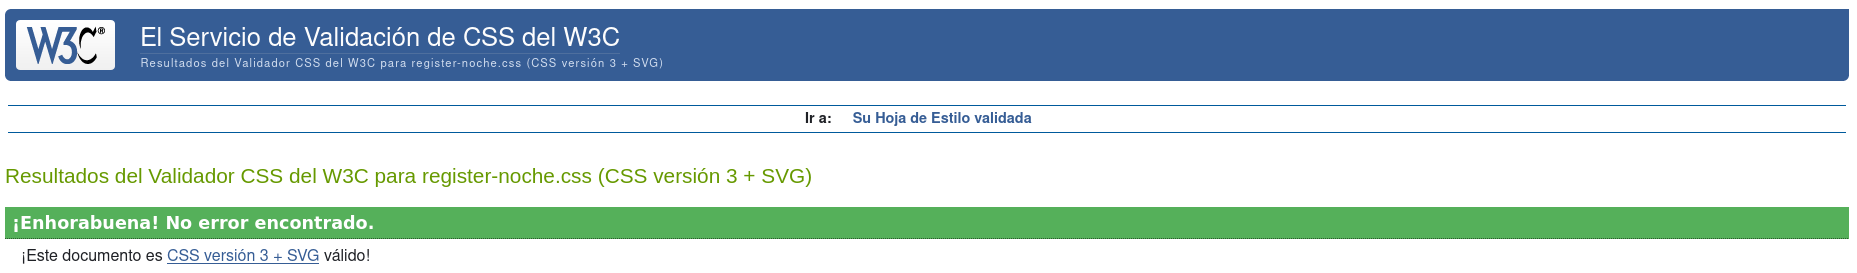 W3C®
El Servicio de Validación de CSS del W3C
Resultados del Validador CSS del W3C para register-noche.css (CSS versión 3 + SVG)
Ir a: Su Hoja de Estilo validada
Resultados del Validador CSS del W3C para register-noche.css (CSS versión 3 + SVG)
¡Enhorabuena! No error encontrado.
¡Este documento es CSS versión 3 + SVG válido!